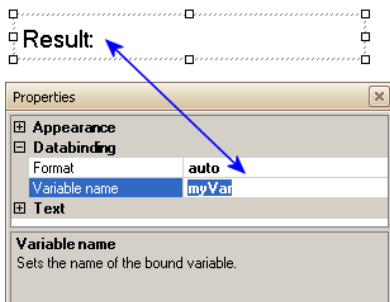 Result:
Properties
Appearance
Databinding
Format auto
Variable name myVar
Text
Variable name
Sets the name of the bound variable.